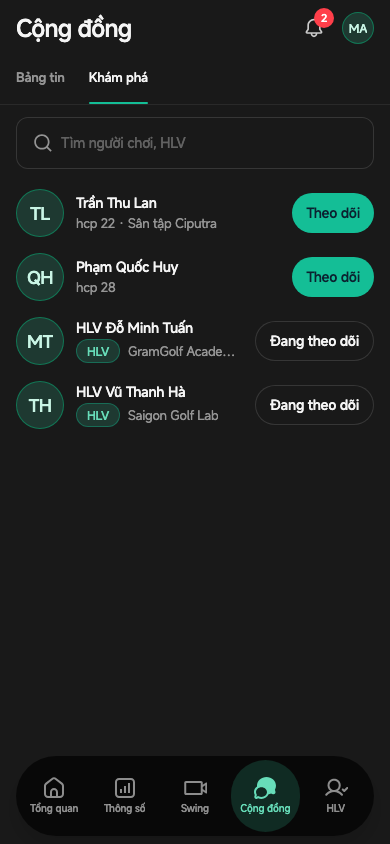 Cộng đồng
2
MA
Bảng tin
Khám phá
Tìm người chơi, HLV
TL
Trần Thu Lan
hcp 22 · Sân tập Ciputra
Theo dõi
QH
Phạm Quốc Huy
hcp 28
Theo dõi
MT
HLV Đỗ Minh Tuấn
HLV
GramGolf Acade...
Đang theo dõi
TH
HLV Vũ Thanh Hà
HLV
Saigon Golf Lab
Đang theo dõi
Tổng quan
Thông số
Swing
Cộng đồng
HLV